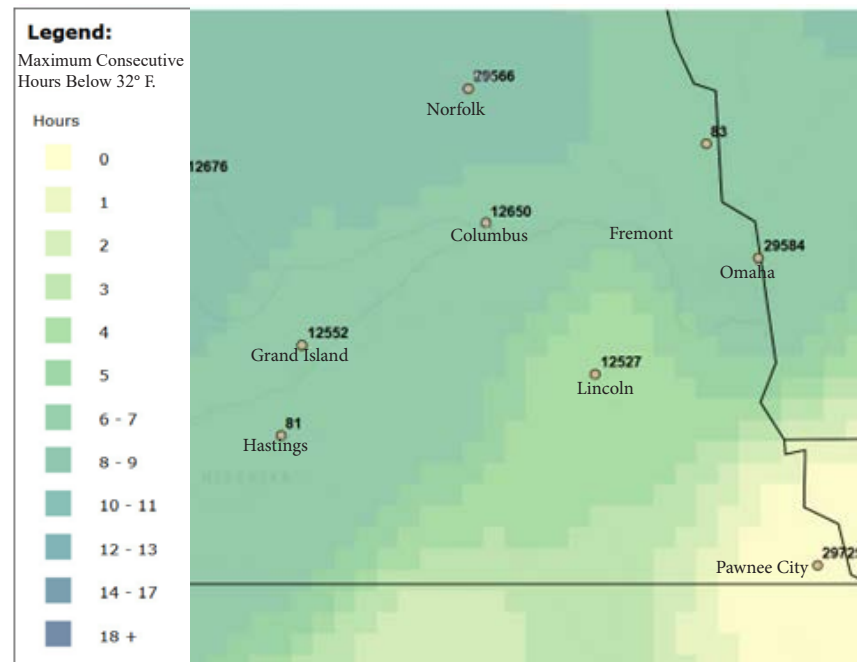 Legend:
Maximum Consecutive
Hours Below 32° F.
Hours
0
1
2
3
4
5
6 - 7
8 - 9
10 - 11
12 - 13
14 - 17
18 +
29566
Norfolk
83
12676
12650
Columbus
Fremont
29584
Omaha
12552
Grand Island
12527
Lincoln
81
Hastings
29725
Pawnee City